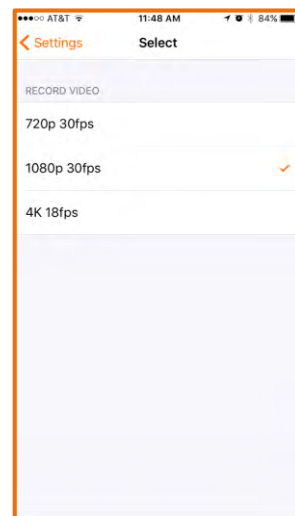 AT&T 11:48 AM 84%
Settings Select
RECORD VIDEO
720p 30fps
1080p 30fps
4K 18fps